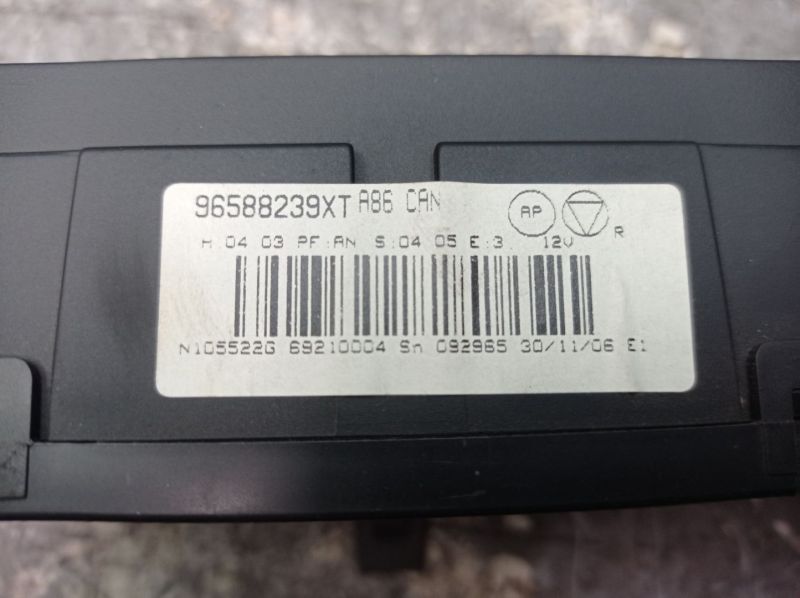 96588239XT A86 CAN AP R
H 04 03 PF:AN S:04 05 E:3. 12V
N105522G 69210004 Sn 092965 30/11/06 E1